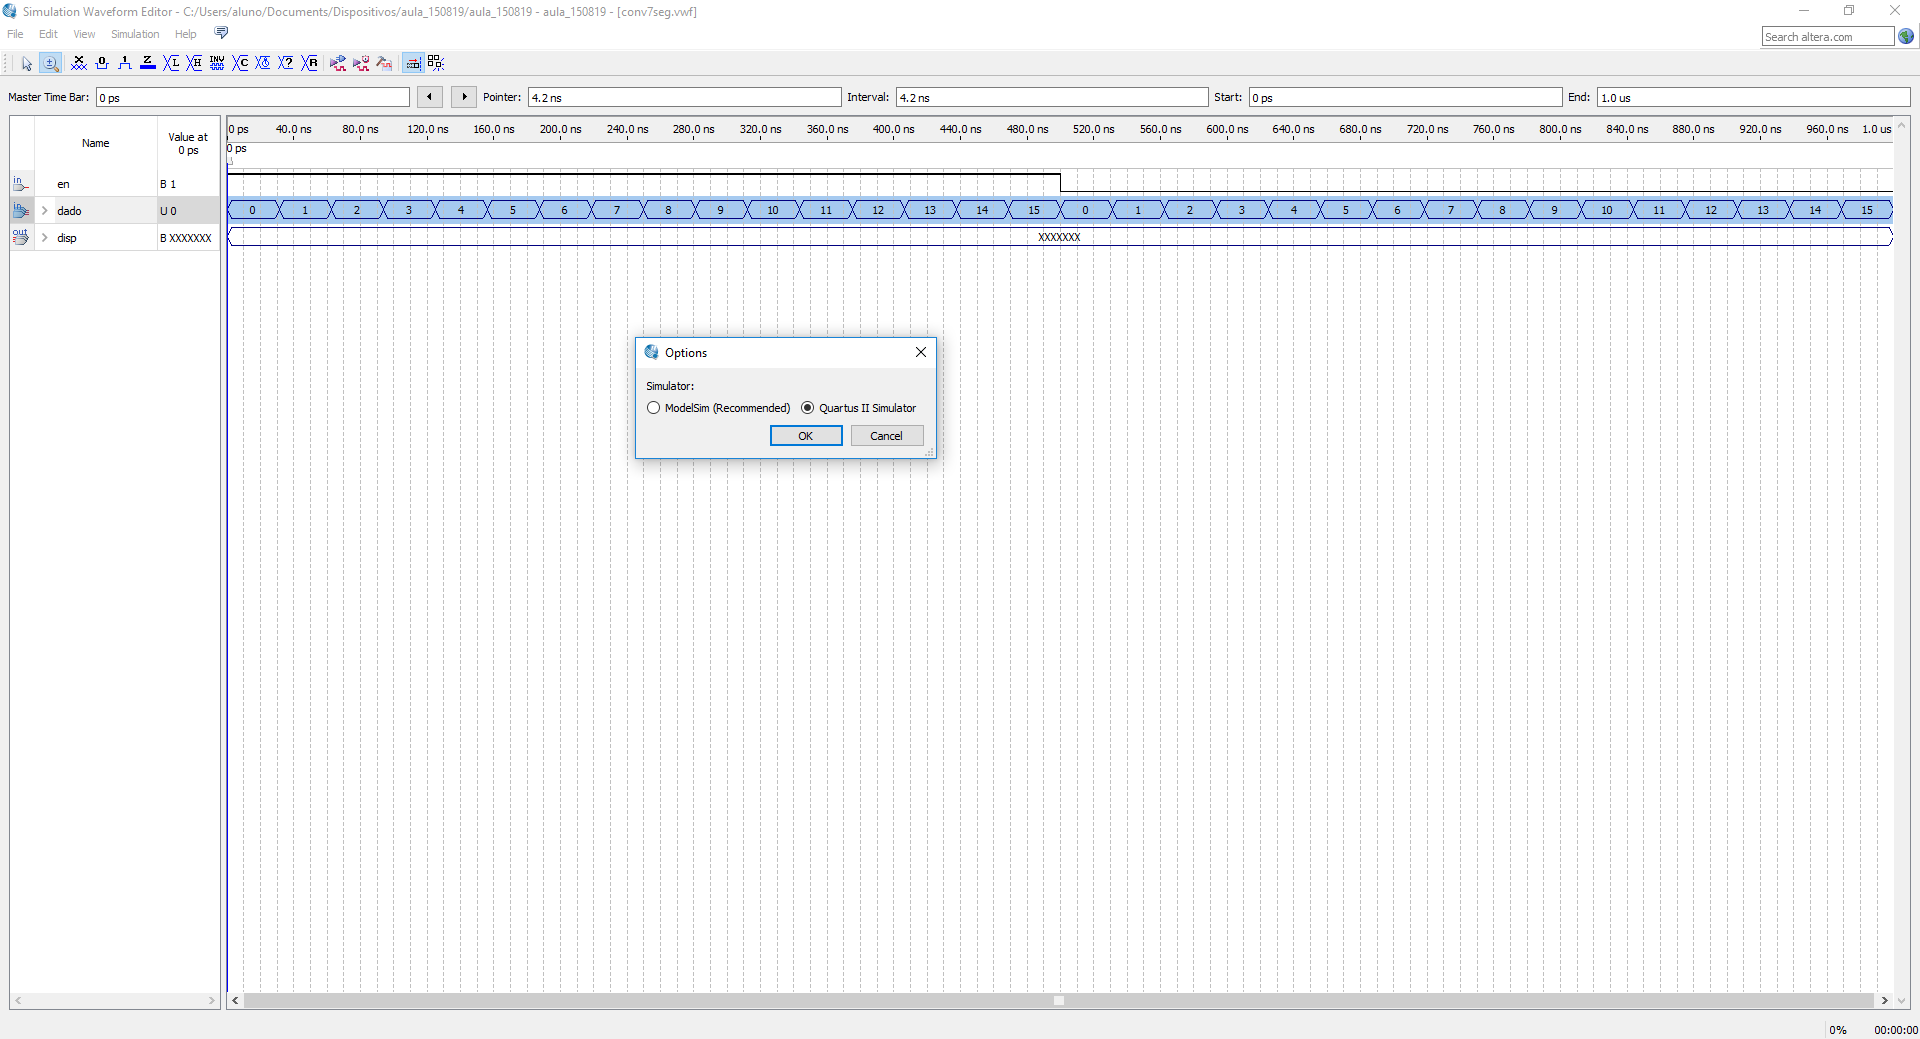 Simulation Waveform Editor - C:/Users/aluno/Documents/Dispositivos/aula_150819/aula_150819 - aula_150819 - [conv7seg.vwf]
File Edit View Simulation Help
Search altera.com
Master Time Bar: 0 ps Pointer: 4.2 ns Interval: 4.2 ns Start: 0 ps End: 1.0 us
Name Value at 0 ps
0 ps 40.0 ns 80.0 ns 120.0 ns 160.0 ns 200.0 ns 240.0 ns 280.0 ns 320.0 ns 360.0 ns 400.0 ns 440.0 ns 480.0 ns 520.0 ns 560.0 ns 600.0 ns 640.0 ns 680.0 ns 720.0 ns 760.0 ns 800.0 ns 840.0 ns 880.0 ns 920.0 ns 960.0 ns 1.0 us
0 ps
in en B 1
in dado U 0 0 1 2 3 4 5 6 7 8 9 10 11 12 13 14 15 0 1 2 3 4 5 6 7 8 9 10 11 12 13 14 15
out disp B XXXXXXX XXXXXXX
Options
Simulator:
ModelSim (Recommended) Quartus II Simulator
OK Cancel
0% 00:00:00